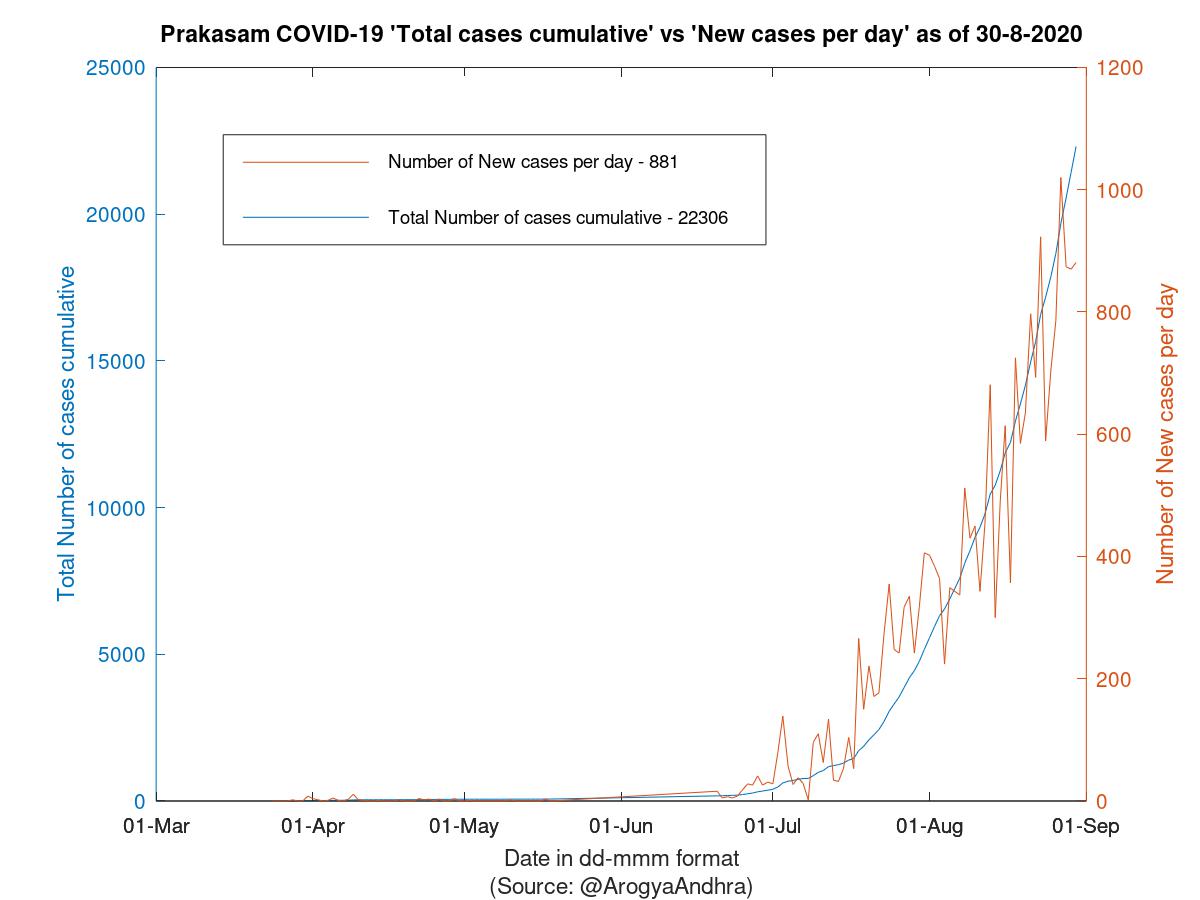 Prakasam COVID-19 'Total cases cumulative' vs 'New cases per day' as of 30-8-2020
25000
20000
15000
10000
5000
0
Total Number of cases cumulative
Number of New cases per day - 881
Total Number of cases cumulative - 22306
1200
1000
800
600
400
200
0
Number of New cases per day
01-Mar 01-Apr 01-May 01-Jun 01-Jul 01-Aug 01-Sep
Date in dd-mmm format
(Source: @ArogyaAndhra)